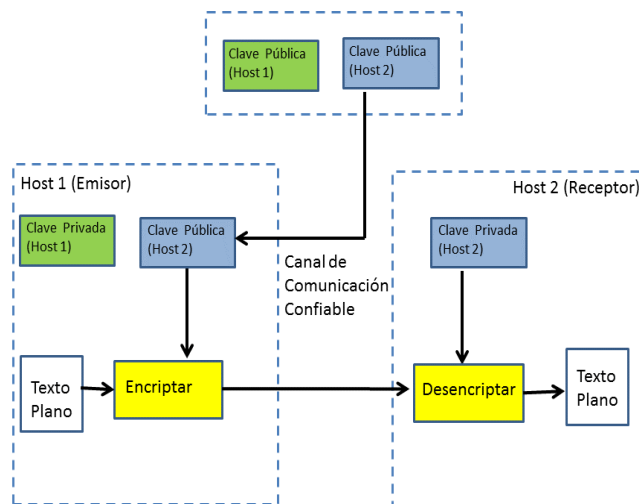 Clave Pública
(Host 1)
Clave Pública
(Host 2)
Host 1 (Emisor)
Host 2 (Receptor)
Clave Privada
(Host 1)
Clave Pública
(Host 2)
Clave Privada
(Host 2)
Canal de
Comunicación
Confiable
Texto
Plano
Encriptar
Desencriptar
Texto
Plano